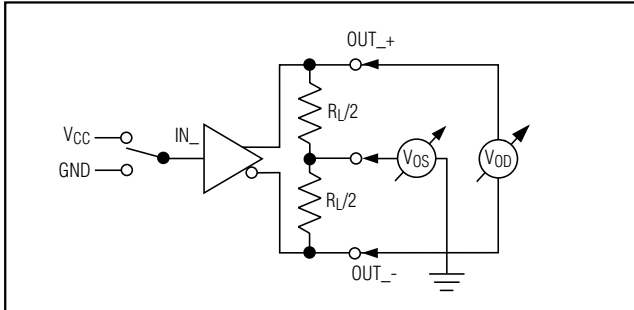 OUT_+
RL/2
VCC
IN_
VOS
VOD
GND
RL/2
OUT_-